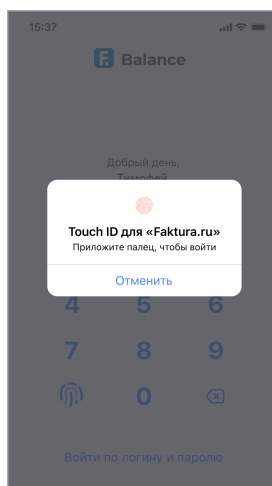 15:37
F. Balance
Добрый день,
Тимофей
Touch ID для «Faktura.ru»
Приложите палец, чтобы войти
Отменить
4 5 6
7 8 9
0
Войти по логину и паролю